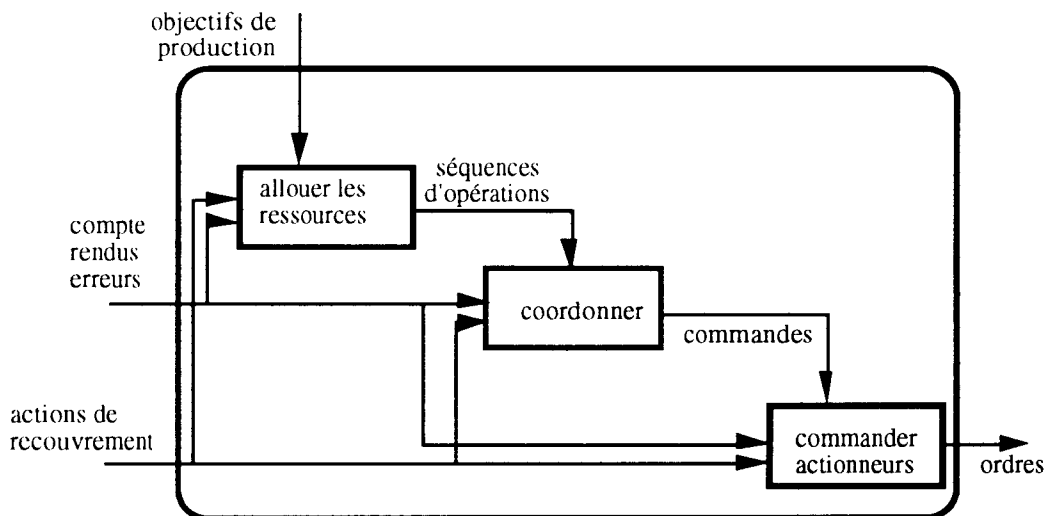 objectifs de
production
allouer les
ressources
séquences
d'opérations
compte
rendus
erreurs
coordonner
commandes
actions de
recouvrement
commander
actionneurs
ordres